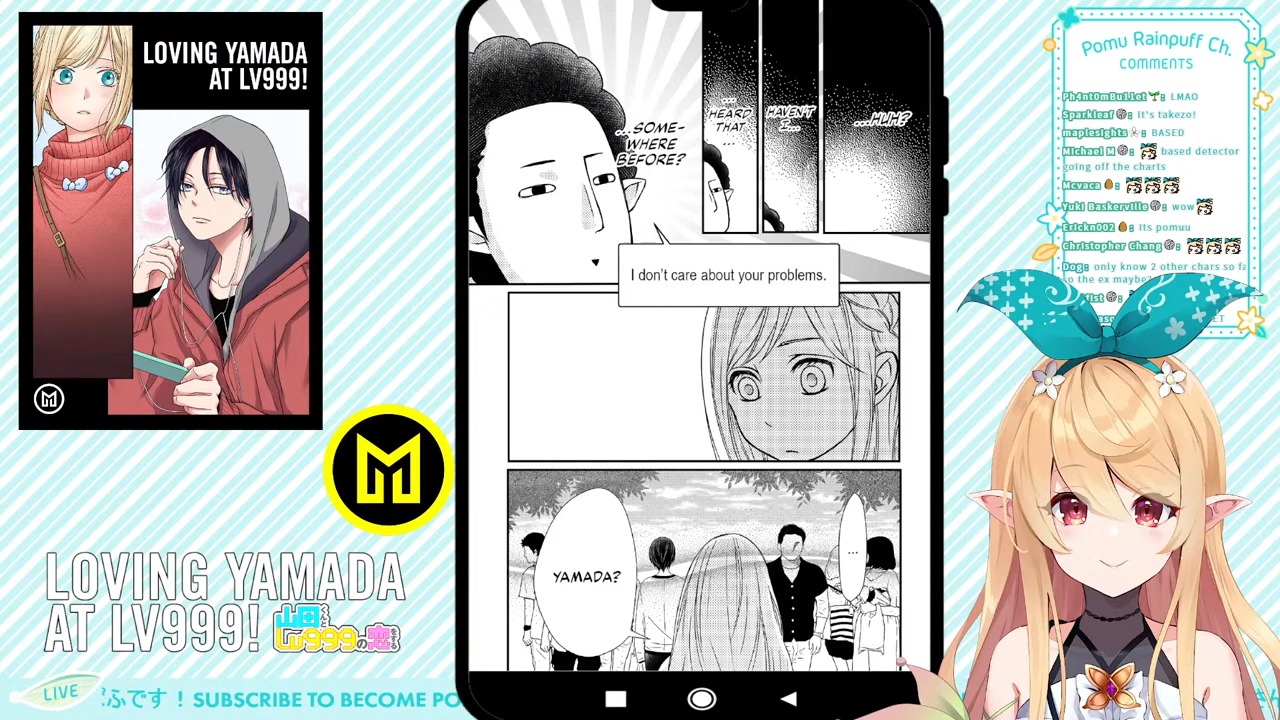 LOVING YAMADA
AT LV999!
M
M
LOVING YAMADA
AT LV999!
山田くんと
Lv999の恋をする
LIVE
ぷです！SUBSCRIBE TO BECOME PO
...HUH?
HAVEN'T
I...
...
HEARD
THAT
...
...SOME-
WHERE
BEFORE?
I don't care about your problems.
...
YAMADA?
Pomu Rainpuff Ch.
COMMENTS
Ph4nt0mBu11et: LMAO
Sparkleaf: It's takezo!
maplesights: BASED
Michael M: based detector
going off the charts
Mcvaca:
Yuki Baskerville: wow
Erickn002: Its pomuu
Christopher Chang:
Dog: only know 2 other chars so fa
so the ex maybe?